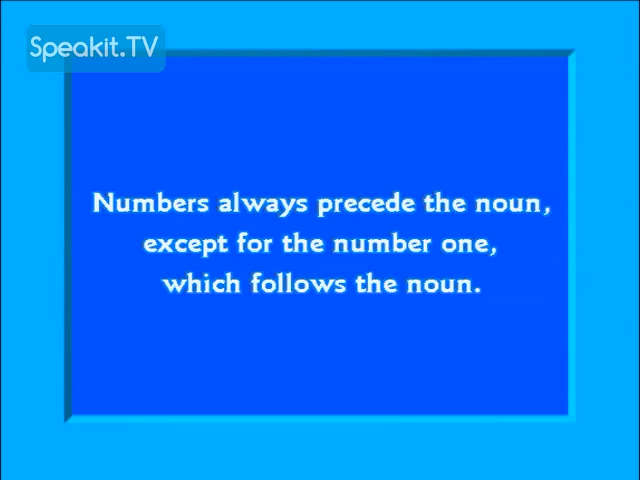 Speakit.TV
Numbers always precede the noun,
except for the number one,
which follows the noun.